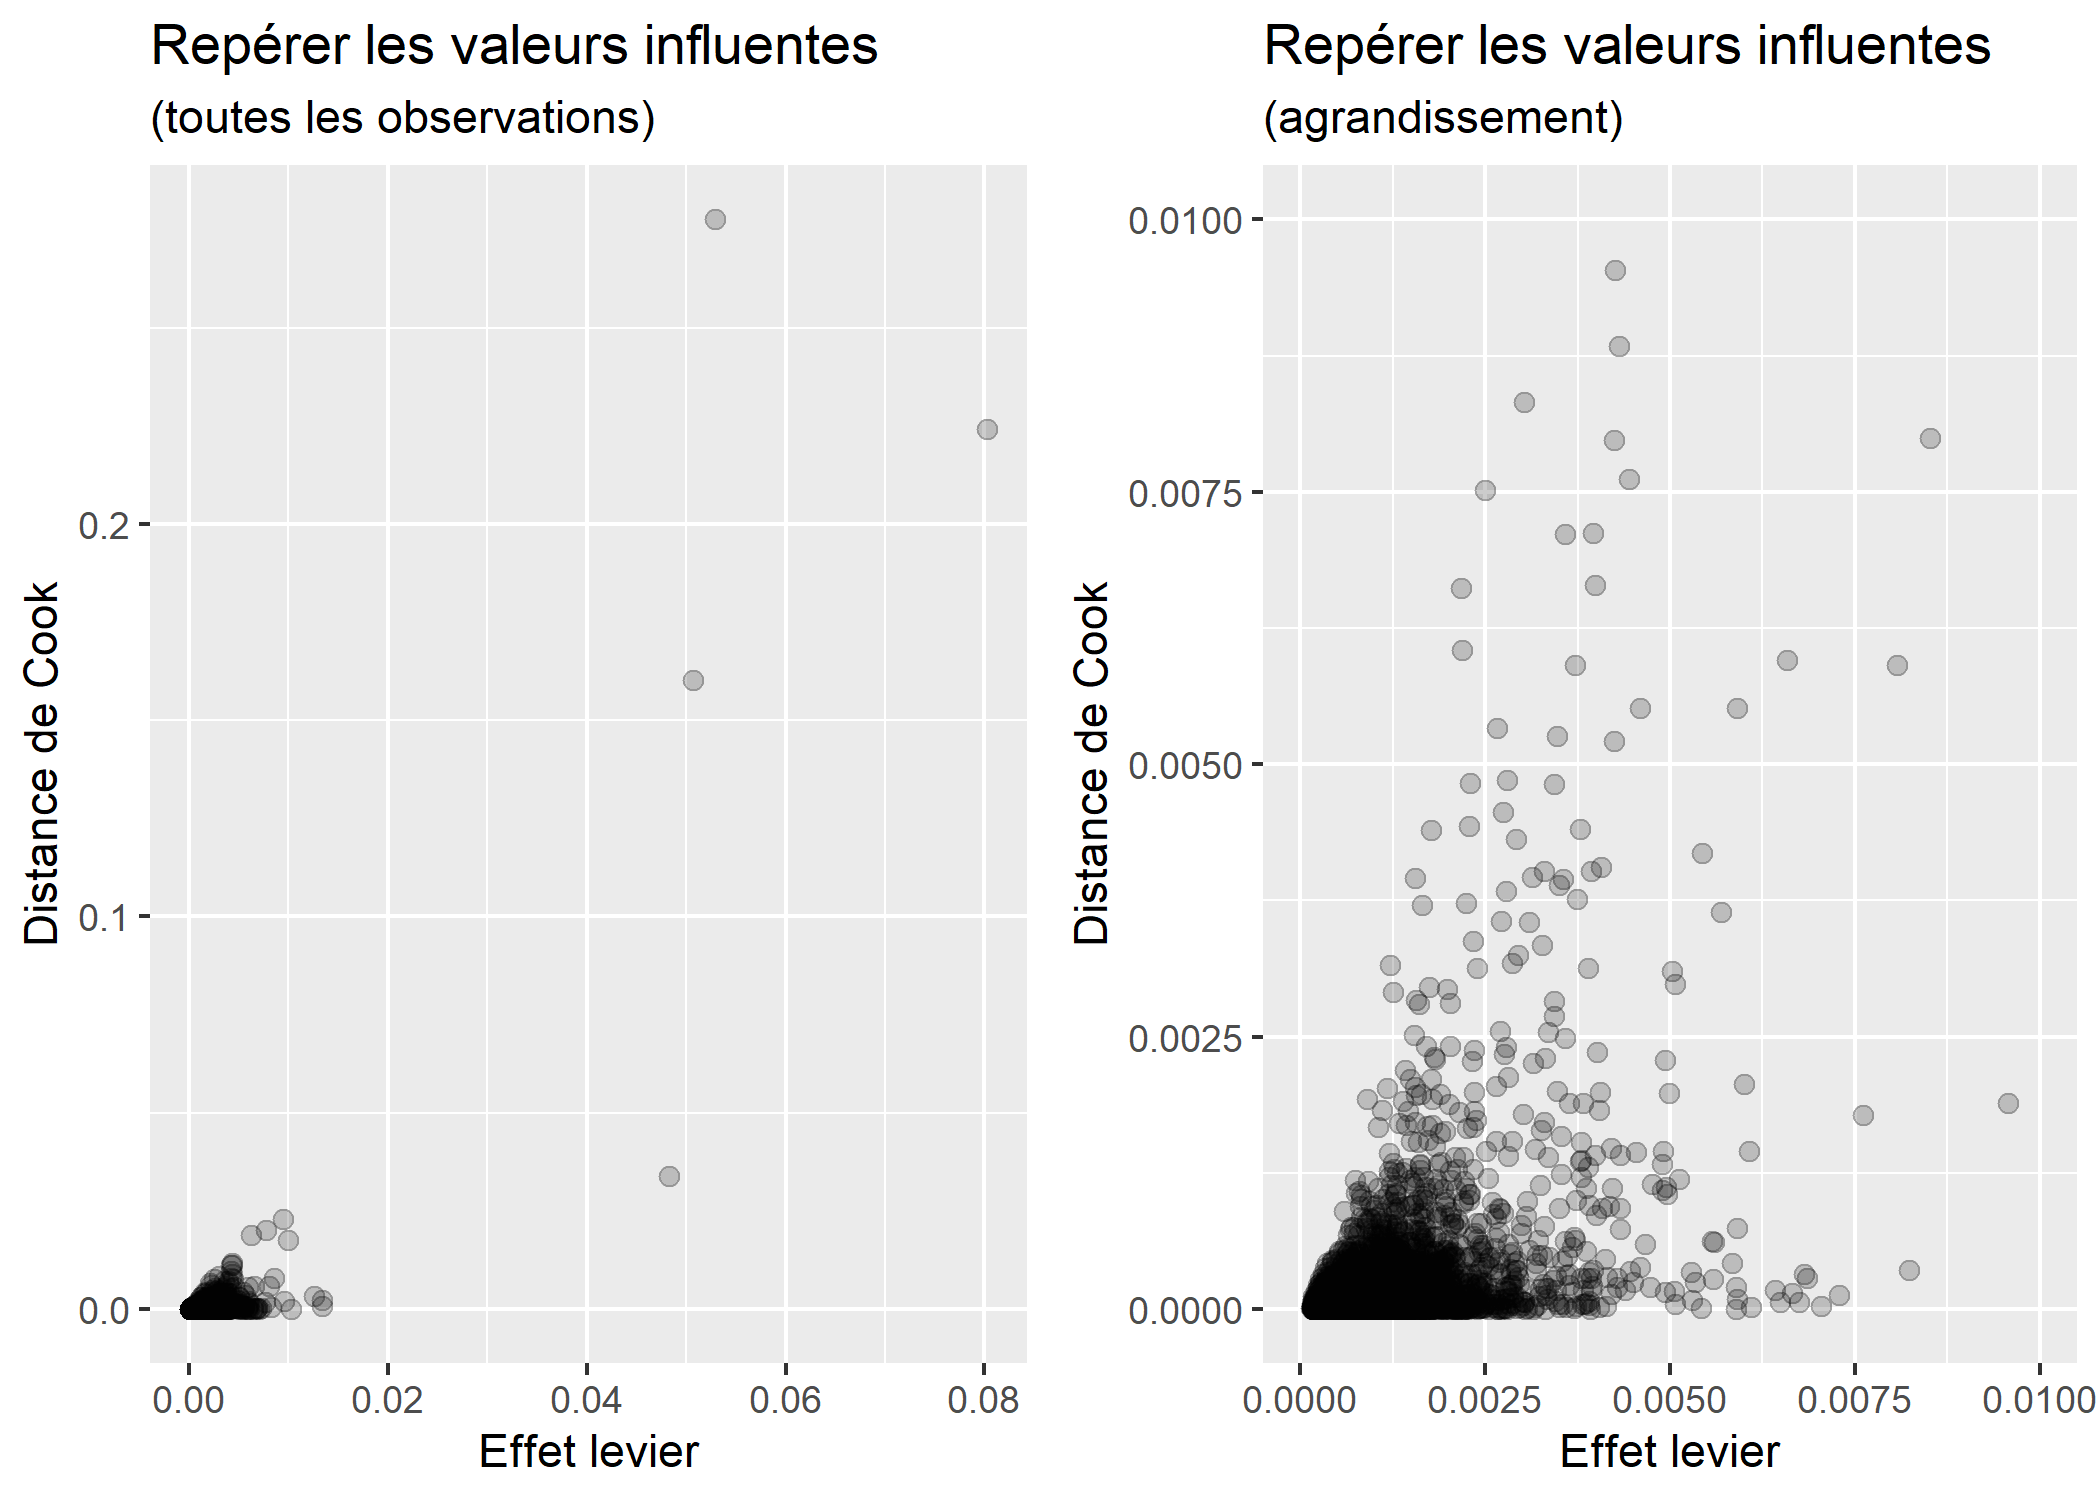 Repérer les valeurs influentes
(toutes les observations)
Distance de Cook
0.2
0.1
0.0
0.00 0.02 0.04 0.06 0.08
Effet levier
Repérer les valeurs influentes
(agrandissement)
Distance de Cook
0.0100
0.0075
0.0050
0.0025
0.0000
0.0000 0.0025 0.0050 0.0075 0.0100
Effet levier